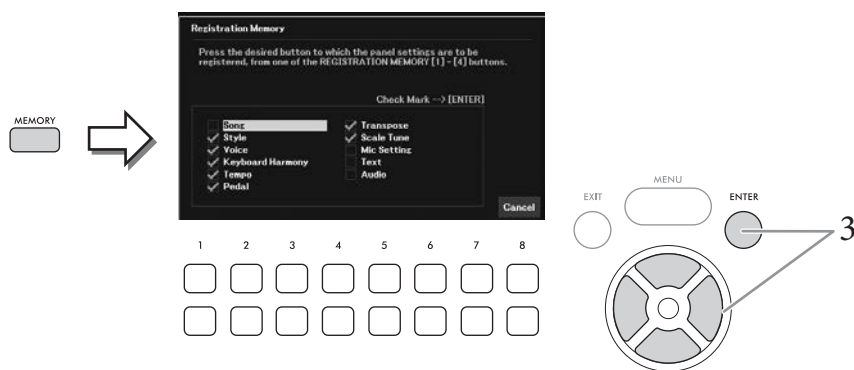 Registration Memory
Press the desired button to which the panel settings are to be
registered, from one of the REGISTRATION MEMORY [1] - [4] buttons.
Check Mark --> [ENTER]
MEMORY
Song
Style
Voice
Keyboard Harmony
Tempo
Pedal
Transpose
Scale Tune
Mic Setting
Text
Audio
Cancel
EXIT
MENU
ENTER
3
1 2 3 4 5 6 7 8